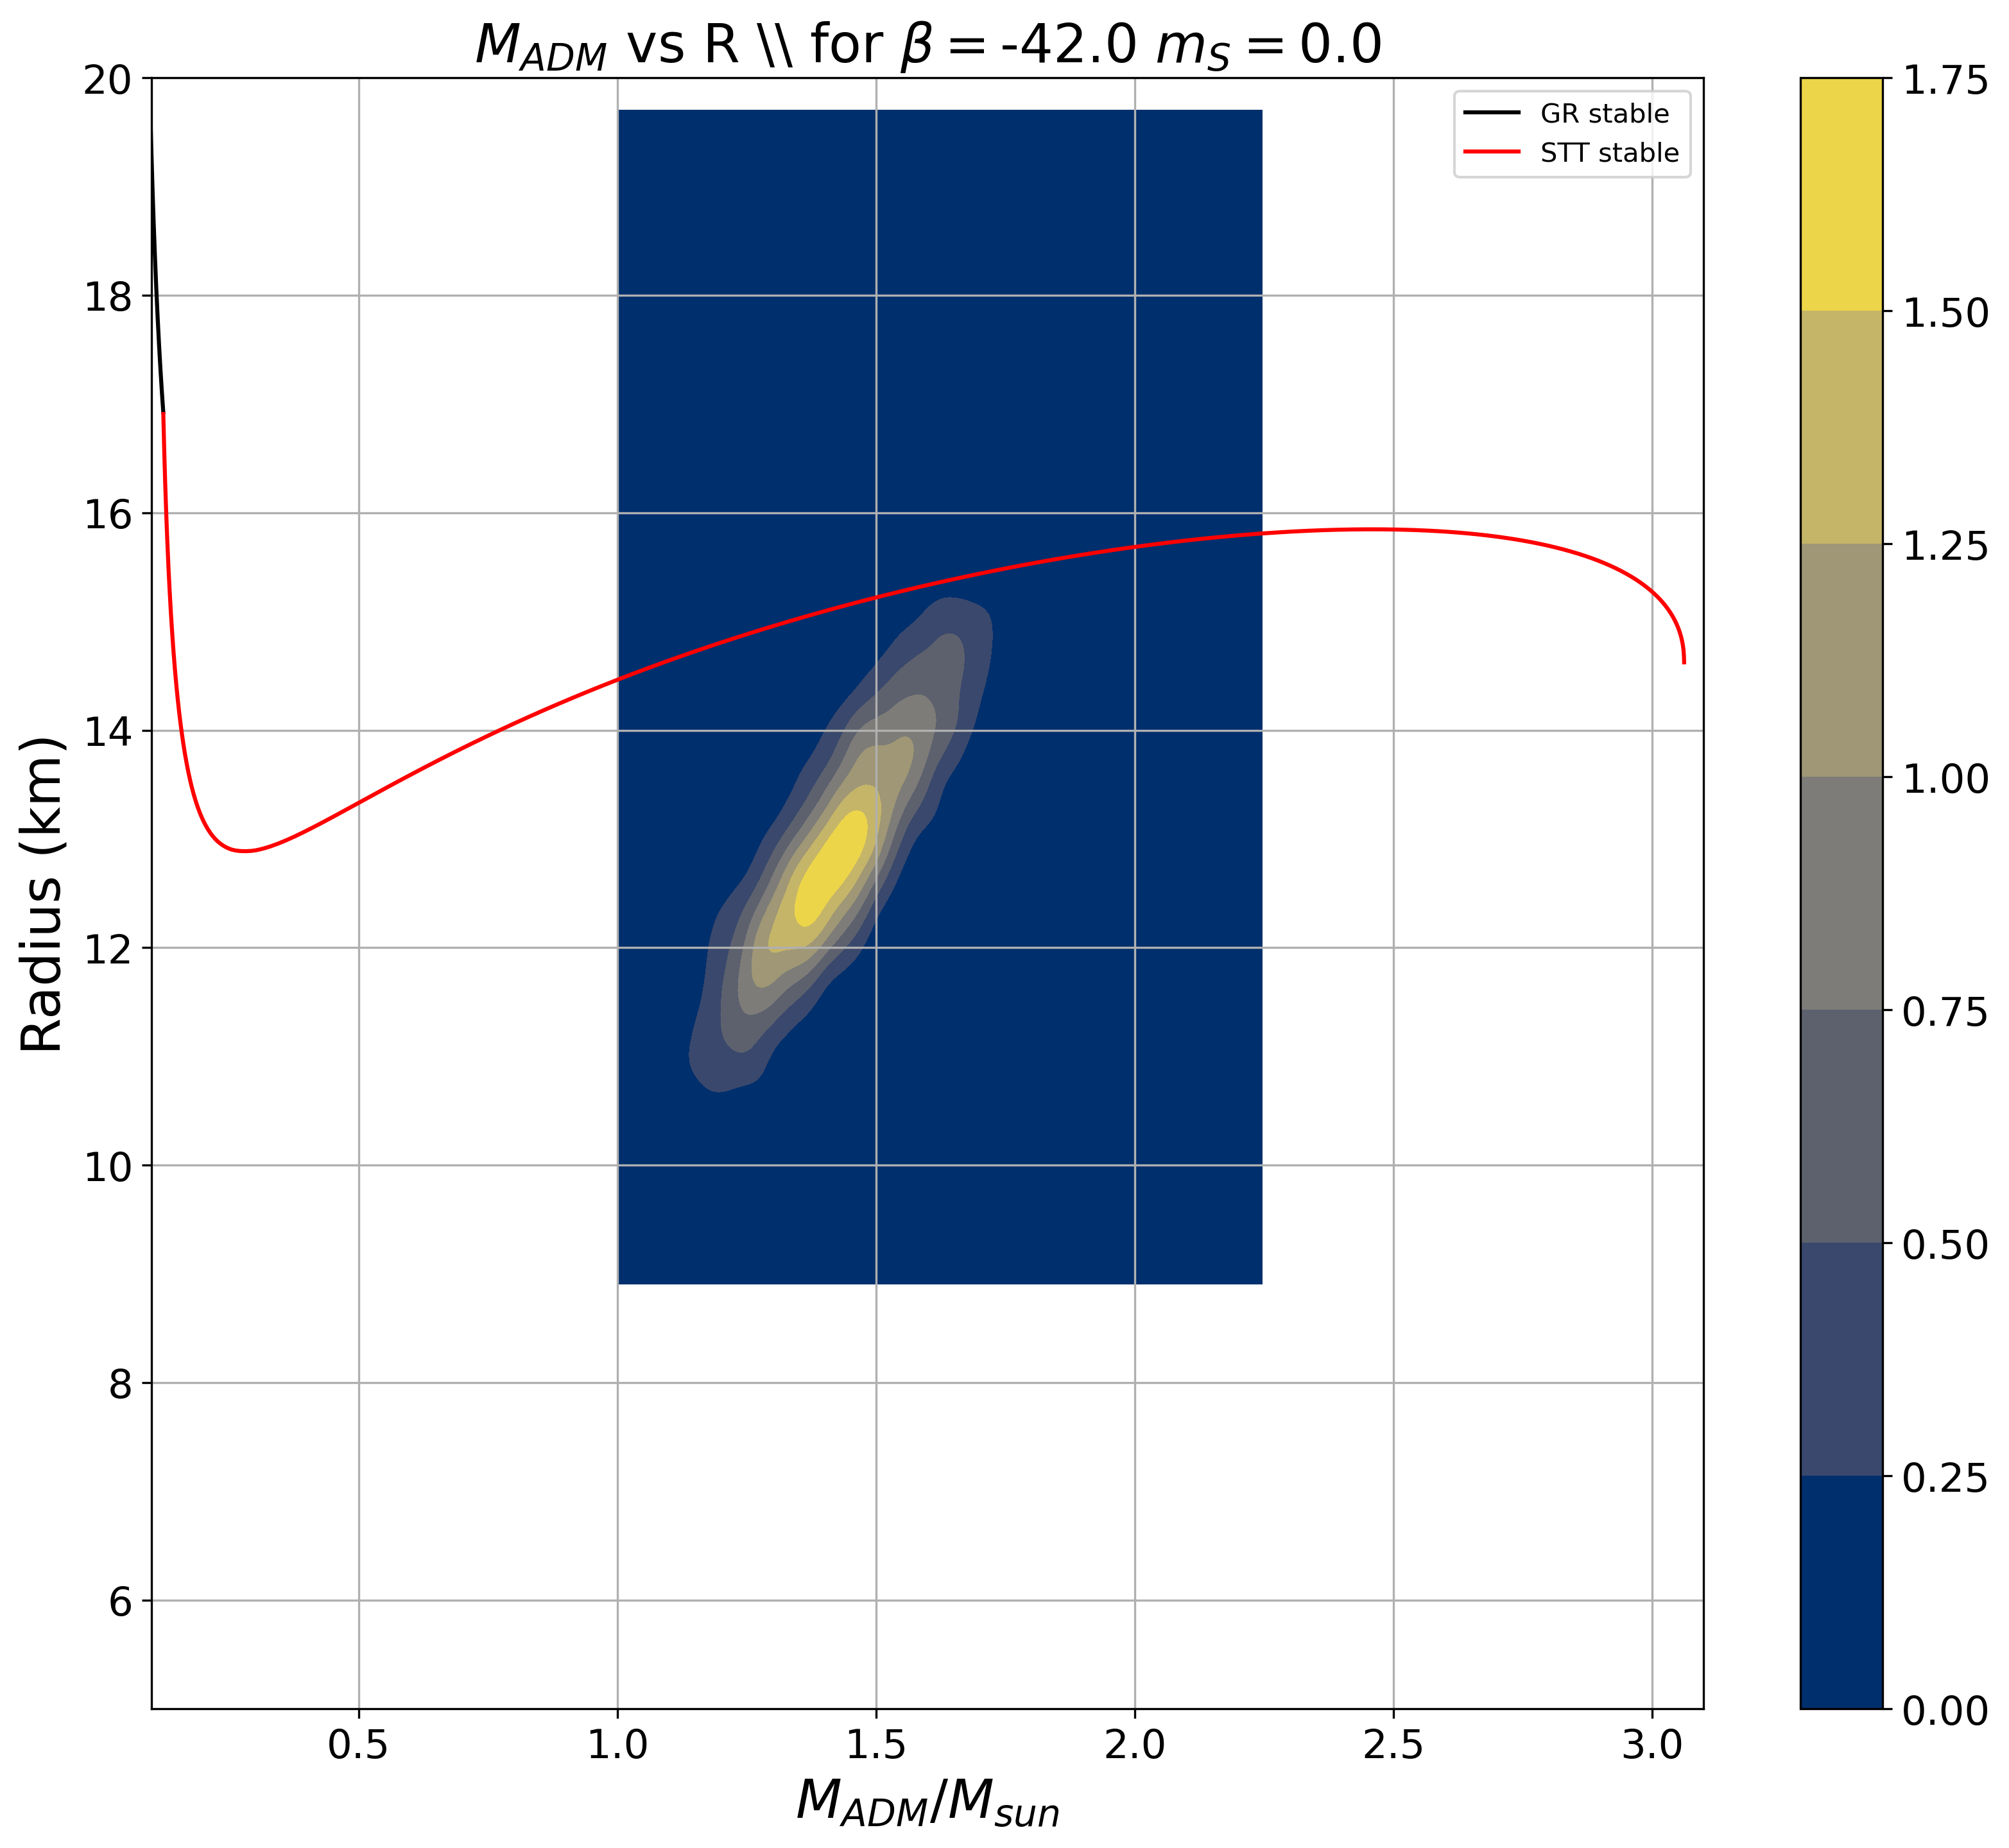 M_ADM vs R \\ for β = -42.0 m_S = 0.0
20
18
16
14
12
10
8
6
Radius (km)
GR stable
STT stable
0.5 1.0 1.5 2.0 2.5 3.0
M_ADM/M_sun
1.75
1.50
1.25
1.00
0.75
0.50
0.25
0.00